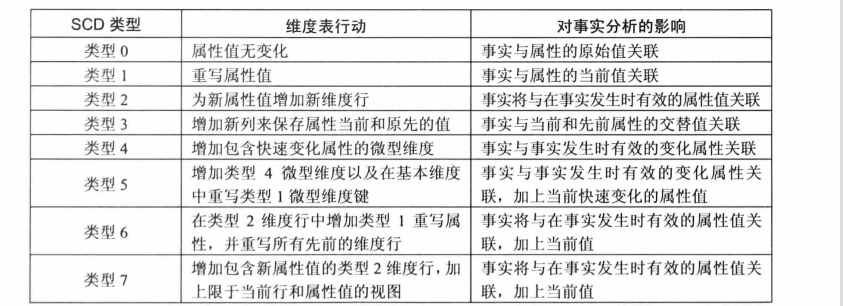 SCD 类型 维度表行动 对事实分析的影响
类型 0 属性值无变化 事实与属性的原始值关联
类型 1 重写属性值 事实与属性的当前值关联
类型 2 为新属性值增加新维度行 事实将与在事实发生时有效的属性值关联
类型 3 增加新列来保存属性当前和原先的值 事实与当前和先前属性的交替值关联
类型 4 增加包含快速变化属性的微型维度 事实与事实发生时有效的变化属性关联
类型 5 增加类型 4 微型维度以及在基本维度 事实与事实发生时有效的变化属性关
中重写类型 1 微型维度键 联，加上当前快速变化的属性值
类型 6 在类型 2 维度行中增加类型 1 重写属 事实将与在事实发生时有效的属性值关
性，并重写所有先前的维度行 联，加上当前值
类型 7 增加包含新属性值的类型 2 维度行，加 事实将与在事实发生时有效的属性值关
上限于当前行和属性值的视图 联，加上当前值